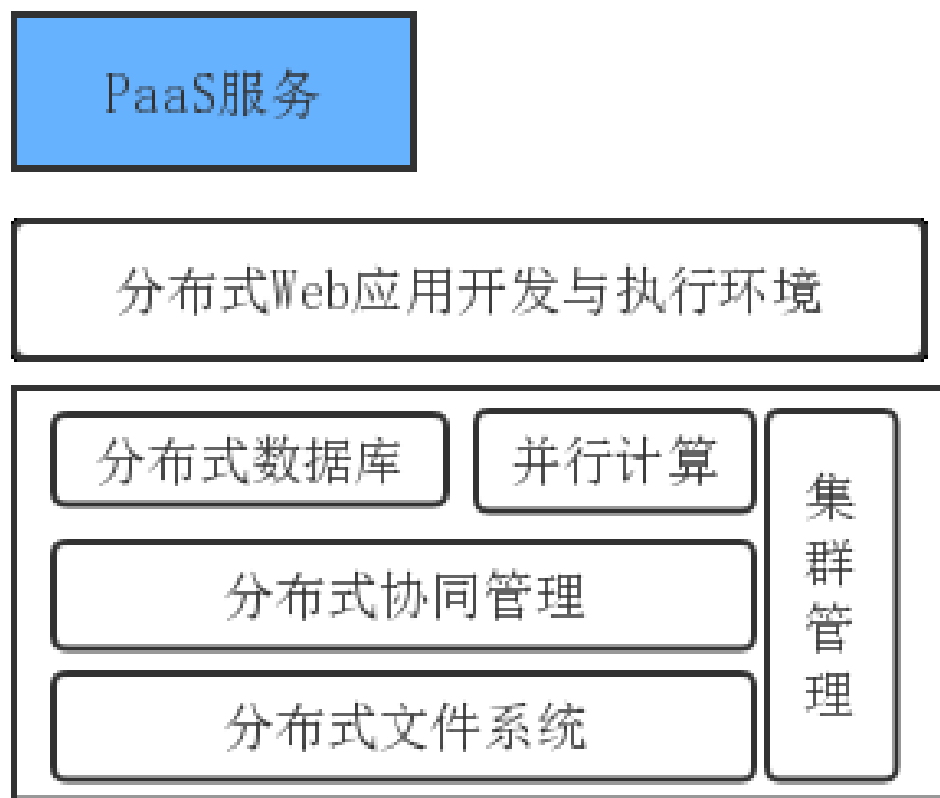 PaaS服务
分布式Web应用开发与执行环境
分布式数据库
并行计算
集群管理
分布式协同管理
分布式文件系统